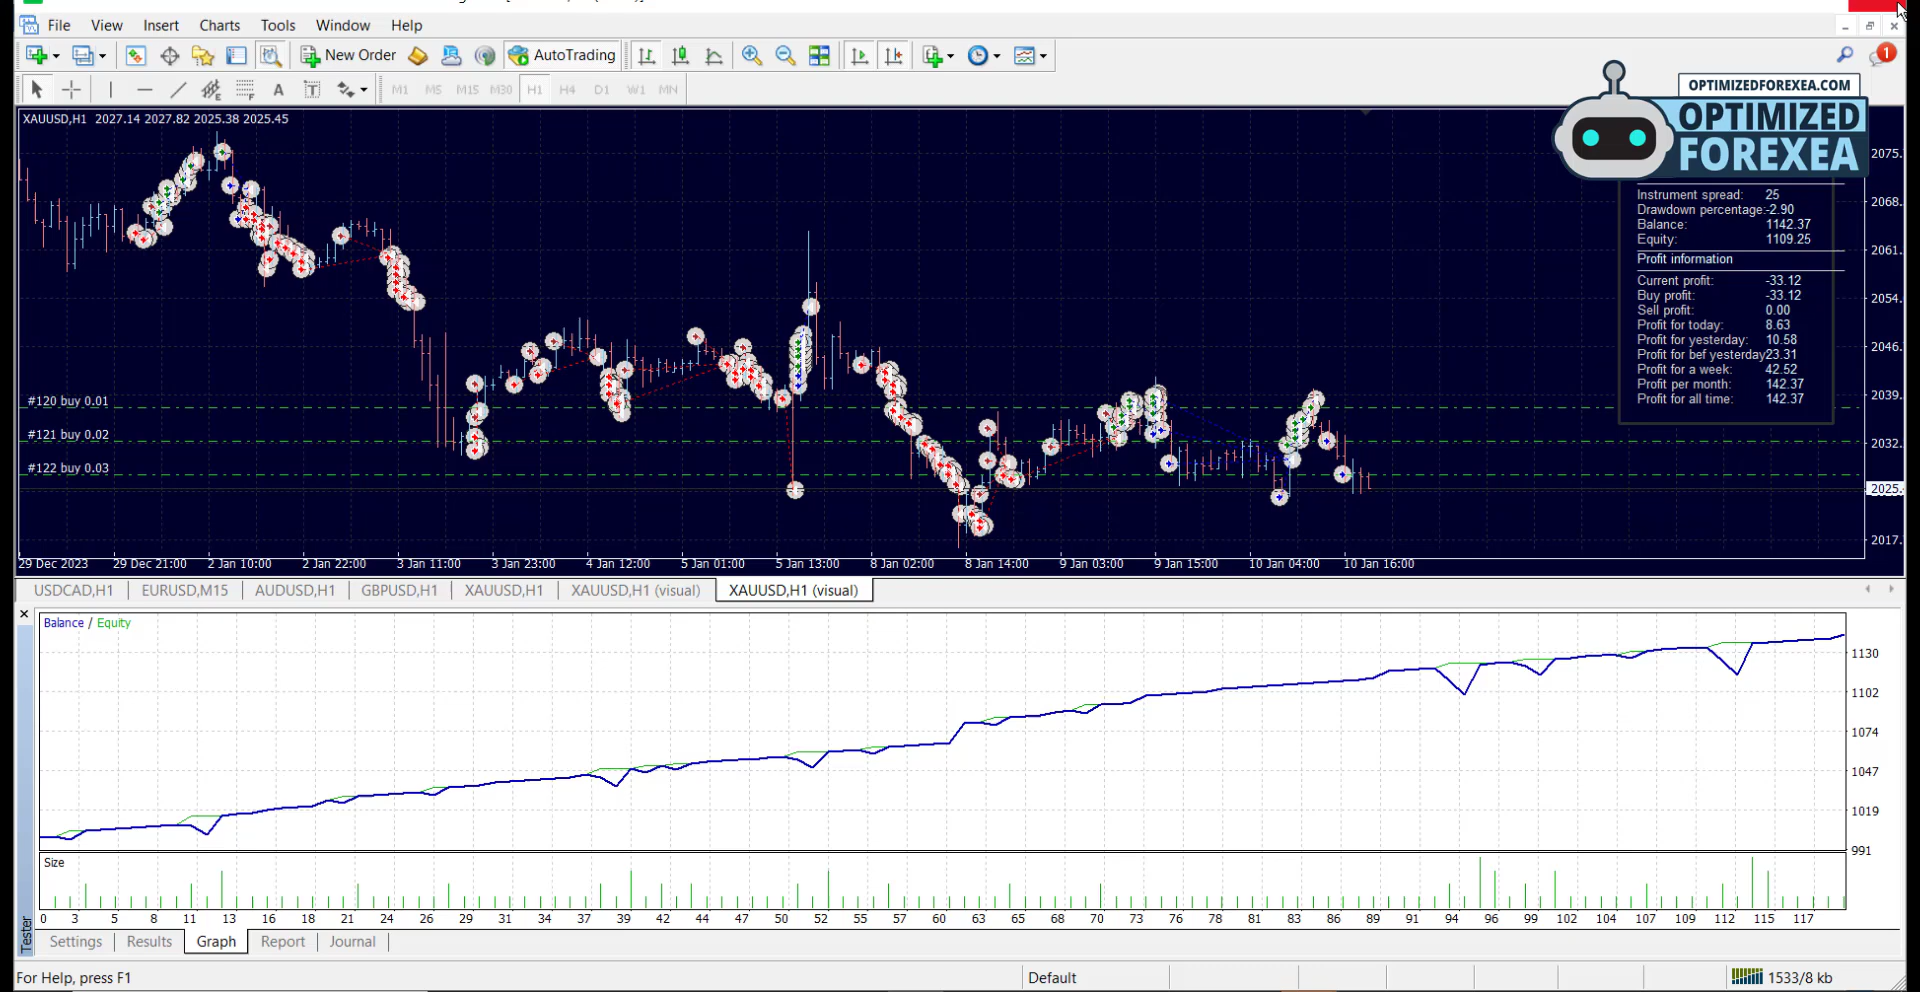 File View Insert Charts Tools Window Help
New Order AutoTrading
1
A T M1 M5 M15 M30 H1 H4 D1 W1 MN
OPTIMIZEDFOREXEA.COM
OPTIMIZED
FOREXEA
XAUUSD,H1 2027.14 2027.82 2025.38 2025.45
2075.
2068.
2061.
2054.
2046.
2039.
2032.
2025.
2017.
Instrument spread: 25
Drawdown percentage:-2.90
Balance: 1142.37
Equity: 1109.25
Profit information
Current profit: -33.12
Buy profit: -33.12
Sell profit: 0.00
Profit for today: 8.63
Profit for yesterday: 10.58
Profit for bef yesterday23.31
Profit for a week: 42.52
Profit per month: 142.37
Profit for all time: 142.37
#120 buy 0.01
#121 buy 0.02
#122 buy 0.03
29 Dec 2023 29 Dec 21:00 2 Jan 10:00 2 Jan 22:00 3 Jan 11:00 3 Jan 23:00 4 Jan 12:00 5 Jan 01:00 5 Jan 13:00 8 Jan 02:00 8 Jan 14:00 9 Jan 03:00 9 Jan 15:00 10 Jan 04:00 10 Jan 16:00
USDCAD,H1 EURUSD,M15 AUDUSD,H1 GBPUSD,H1 XAUUSD,H1 XAUUSD,H1 (visual) XAUUSD,H1 (visual)
Balance / Equity
1130
1102
1074
1047
1019
991
Size
0 3 5 8 11 13 16 18 21 24 26 29 31 34 37 39 42 44 47 50 52 55 57 60 63 65 68 70 73 76 78 81 83 86 89 91 94 96 99 102 104 107 109 112 115 117
Tester
Settings Results Graph Report Journal
For Help, press F1 Default 1533/8 kb